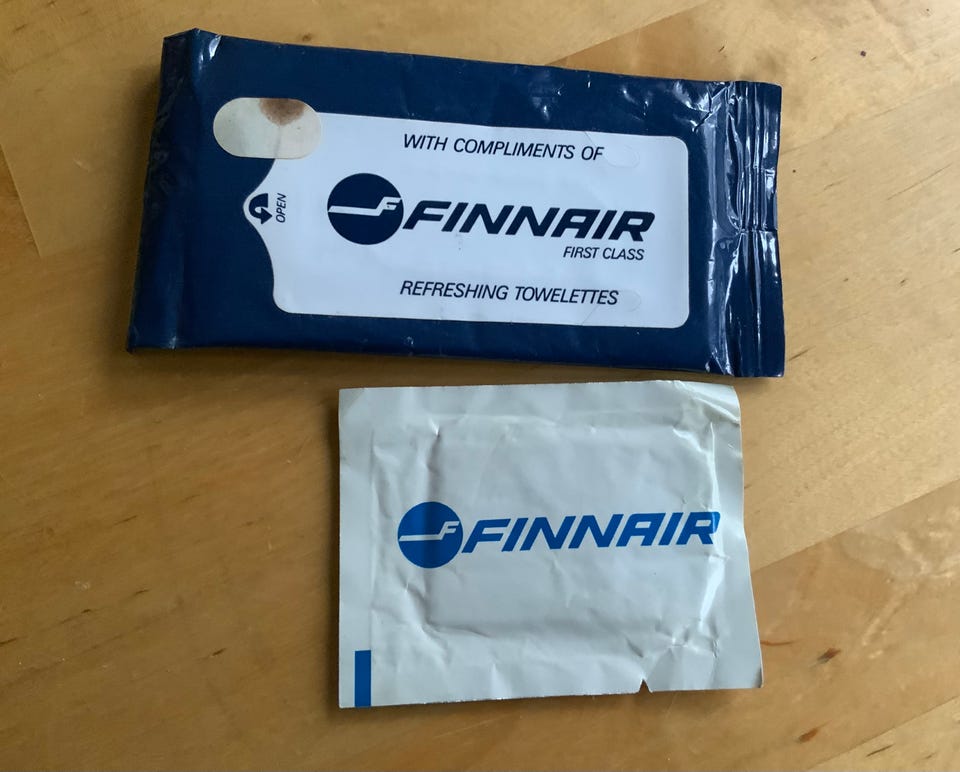 WITH COMPLIMENTS OF
OPEN
F FINNAIR
FIRST CLASS
REFRESHING TOWELETTES
F FINNAIR